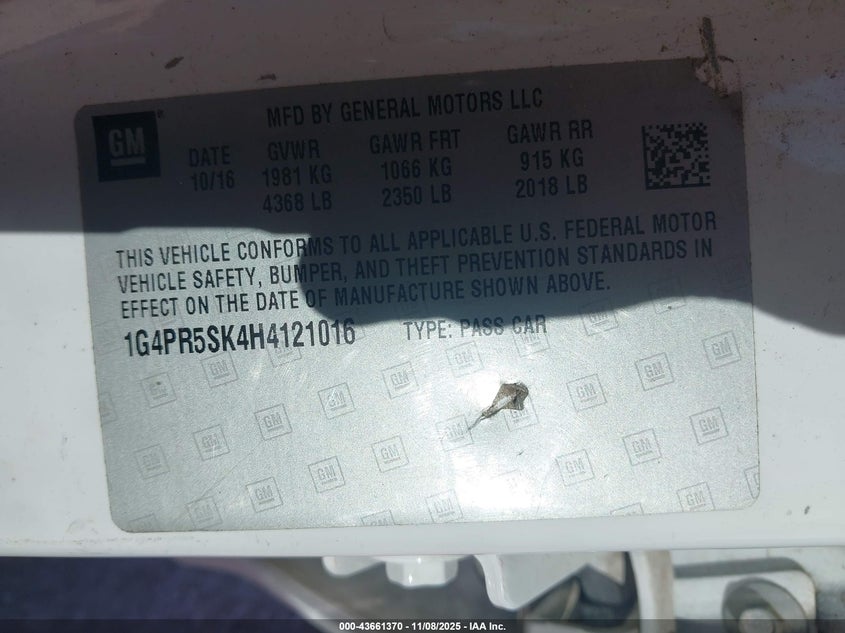 MFD BY GENERAL MOTORS LLC
GM
DATE GVWR GAWR FRT GAWR RR
10/16 1981 KG 1066 KG 915 KG
4368 LB 2350 LB 2018 LB
THIS VEHICLE CONFORMS TO ALL APPLICABLE U.S. FEDERAL MOTOR
VEHICLE SAFETY, BUMPER, AND THEFT PREVENTION STANDARDS IN
EFFECT ON THE DATE OF MANUFACTURE SHOWN ABOVE.
1G4PR5SK4H4121016 TYPE: PASS CAR
000-43661370 | 11/08/2025 - IAA Inc.